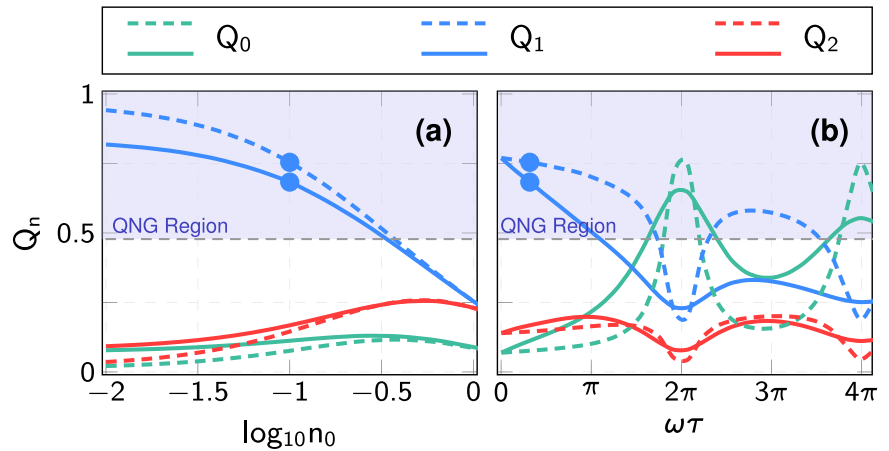 Q₀ Q₁ Q₂
(a) (b)
QNG Region QNG Region
Qₙ
1
0.5
0
−2 −1.5 −1 −0.5 0
0 π 2π 3π 4π
log₁₀n₀ ωτ